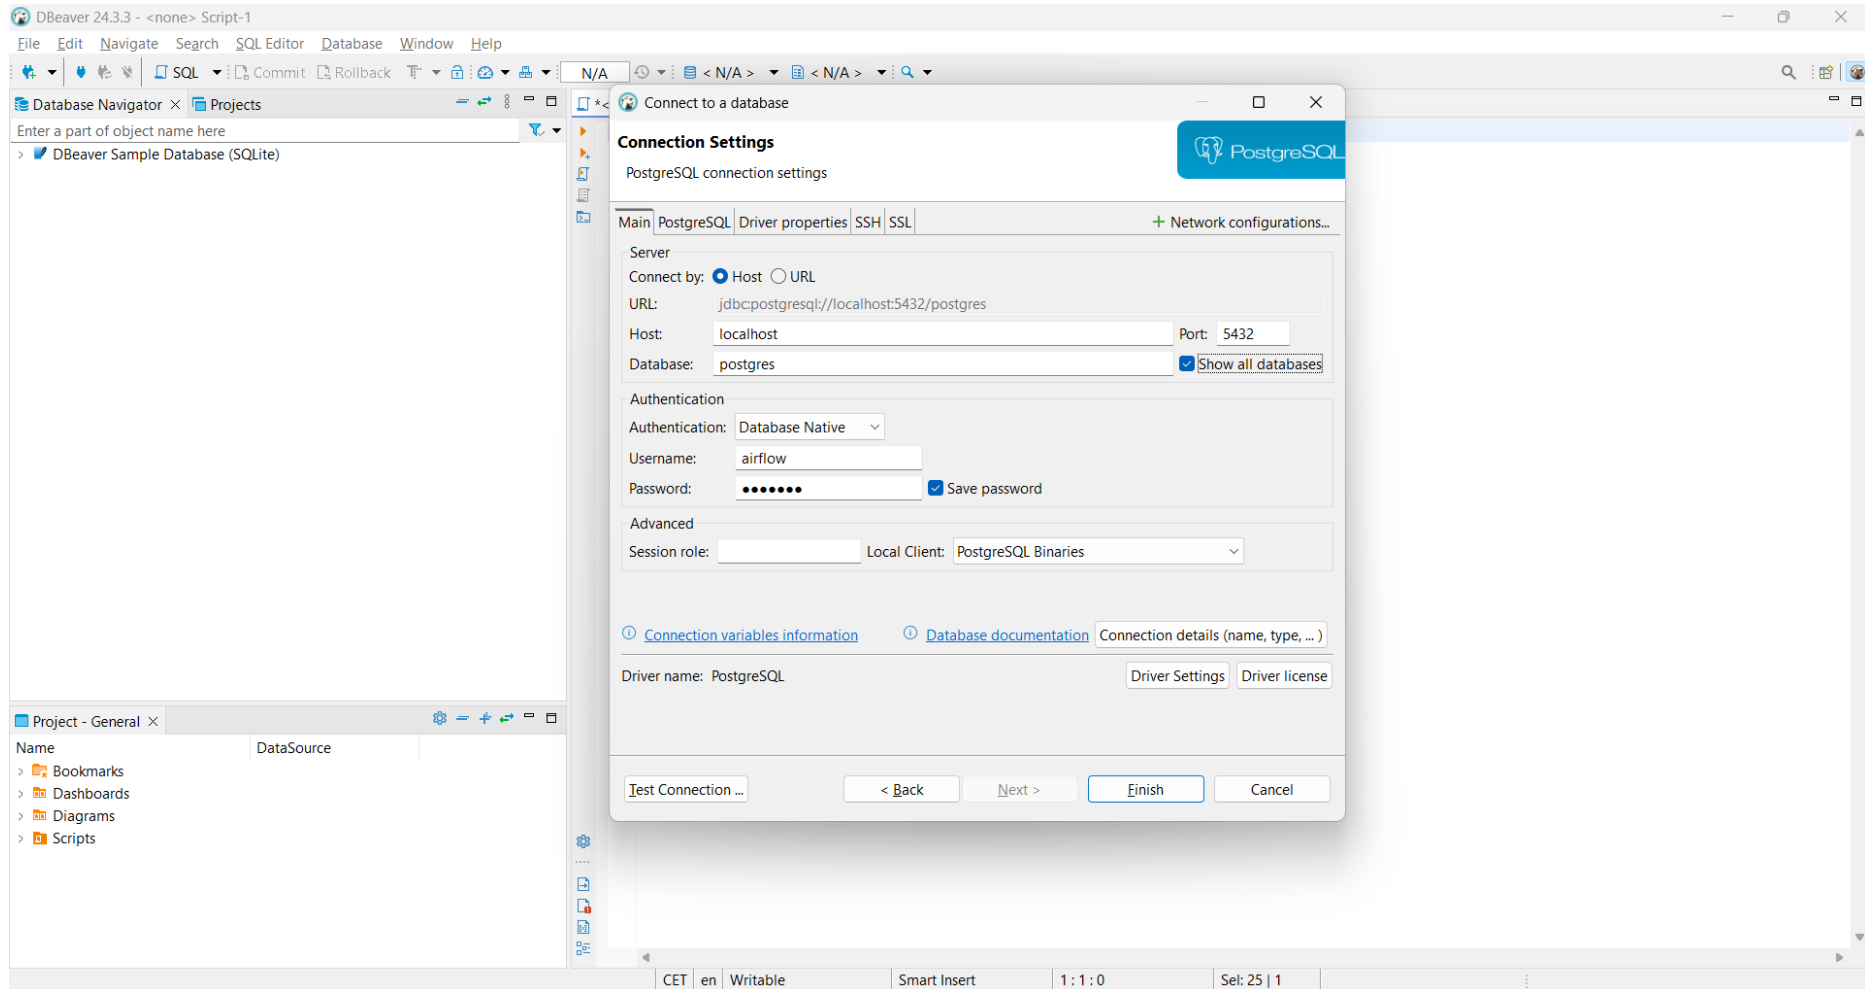 DBeaver 24.3.3 - <none> Script-1
File Edit Navigate Search SQL Editor Database Window Help
SQL Commit Rollback N/A < N/A > < N/A >
Database Navigator Projects
Enter a part of object name here
DBeaver Sample Database (SQLite)
*<
Connect to a database
Connection Settings
PostgreSQL connection settings
PostgreSQL
Main PostgreSQL Driver properties SSH SSL Network configurations...
Server
Connect by: Host URL
URL: jdbc:postgresql://localhost:5432/postgres
Host: localhost Port: 5432
Database: postgres Show all databases
Authentication
Authentication: Database Native
Username: airflow
Password: ●●●●●●● Save password
Advanced
Session role: Local Client: PostgreSQL Binaries
Connection variables information Database documentation Connection details (name, type, ... )
Driver name: PostgreSQL Driver Settings Driver license
Test Connection ... < Back Next > Finish Cancel
Project - General
Name DataSource
Bookmarks
Dashboards
Diagrams
Scripts
CET en Writable Smart Insert 1 : 1 : 0 Sel: 25 | 1